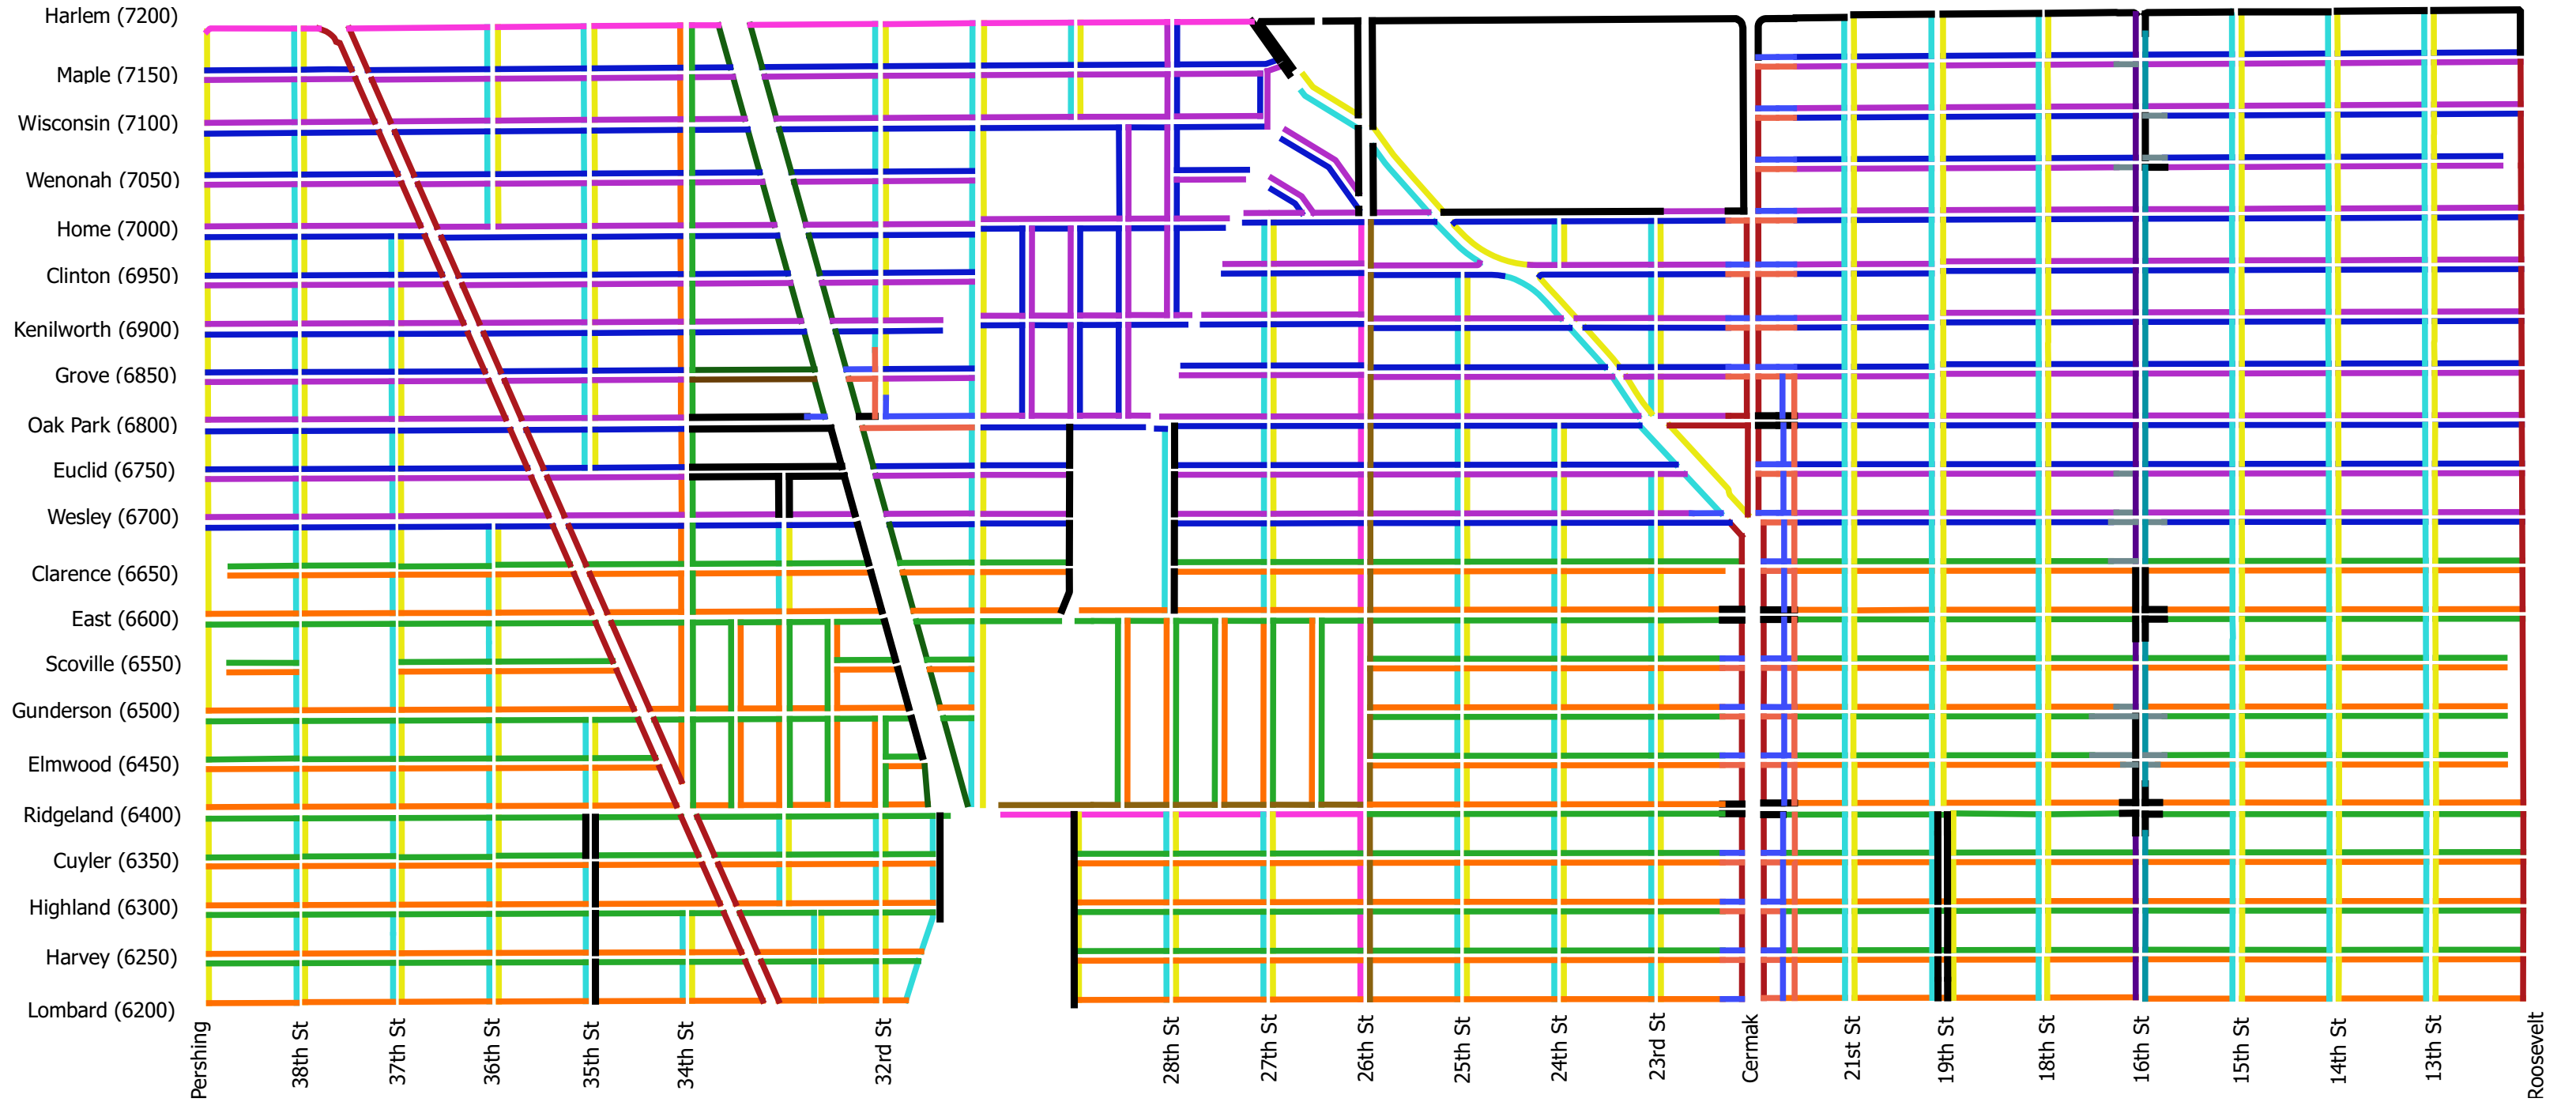 Harlem (7200)
Maple (7150)
Wisconsin (7100)
Wenonah (7050)
Home (7000)
Clinton (6950)
Kenilworth (6900)
Grove (6850)
Oak Park (6800)
Euclid (6750)
Wesley (6700)
Clarence (6650)
East (6600)
Scoville (6550)
Gunderson (6500)
Elmwood (6450)
Ridgeland (6400)
Cuyler (6350)
Highland (6300)
Harvey (6250)
Lombard (6200)
Pershing
38th St
37th St
36th St
35th St
34th St
32rd St
28th St
27th St
26th St
25th St
24th St
23rd St
Cermak
21st St
19th St
18th St
16th St
15th St
14th St
13th St
Roosevelt